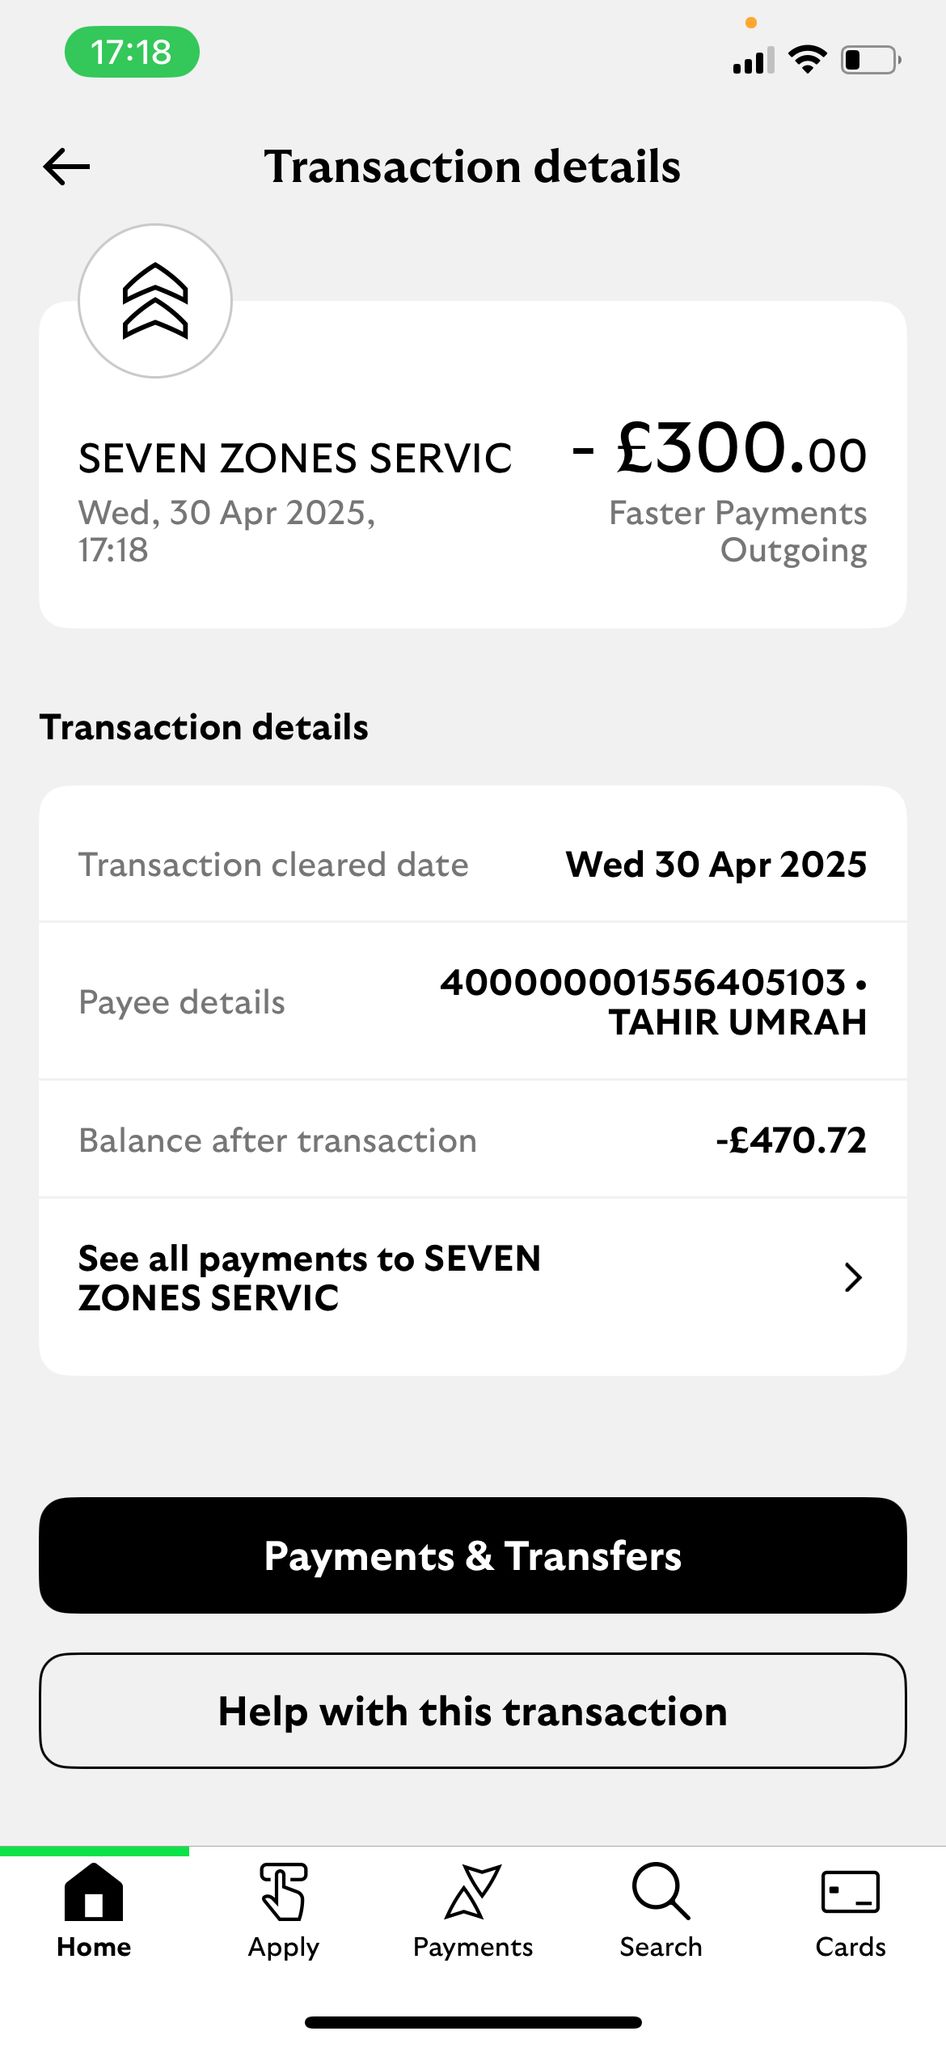 17:18
Transaction details
SEVEN ZONES SERVIC
- £300.00
Wed, 30 Apr 2025,
17:18
Faster Payments
Outgoing
Transaction details
Transaction cleared date
Wed 30 Apr 2025
Payee details
400000001556405103 •
TAHIR UMRAH
Balance after transaction
-£470.72
See all payments to SEVEN
ZONES SERVIC
Payments & Transfers
Help with this transaction
Home
Apply
Payments
Search
Cards